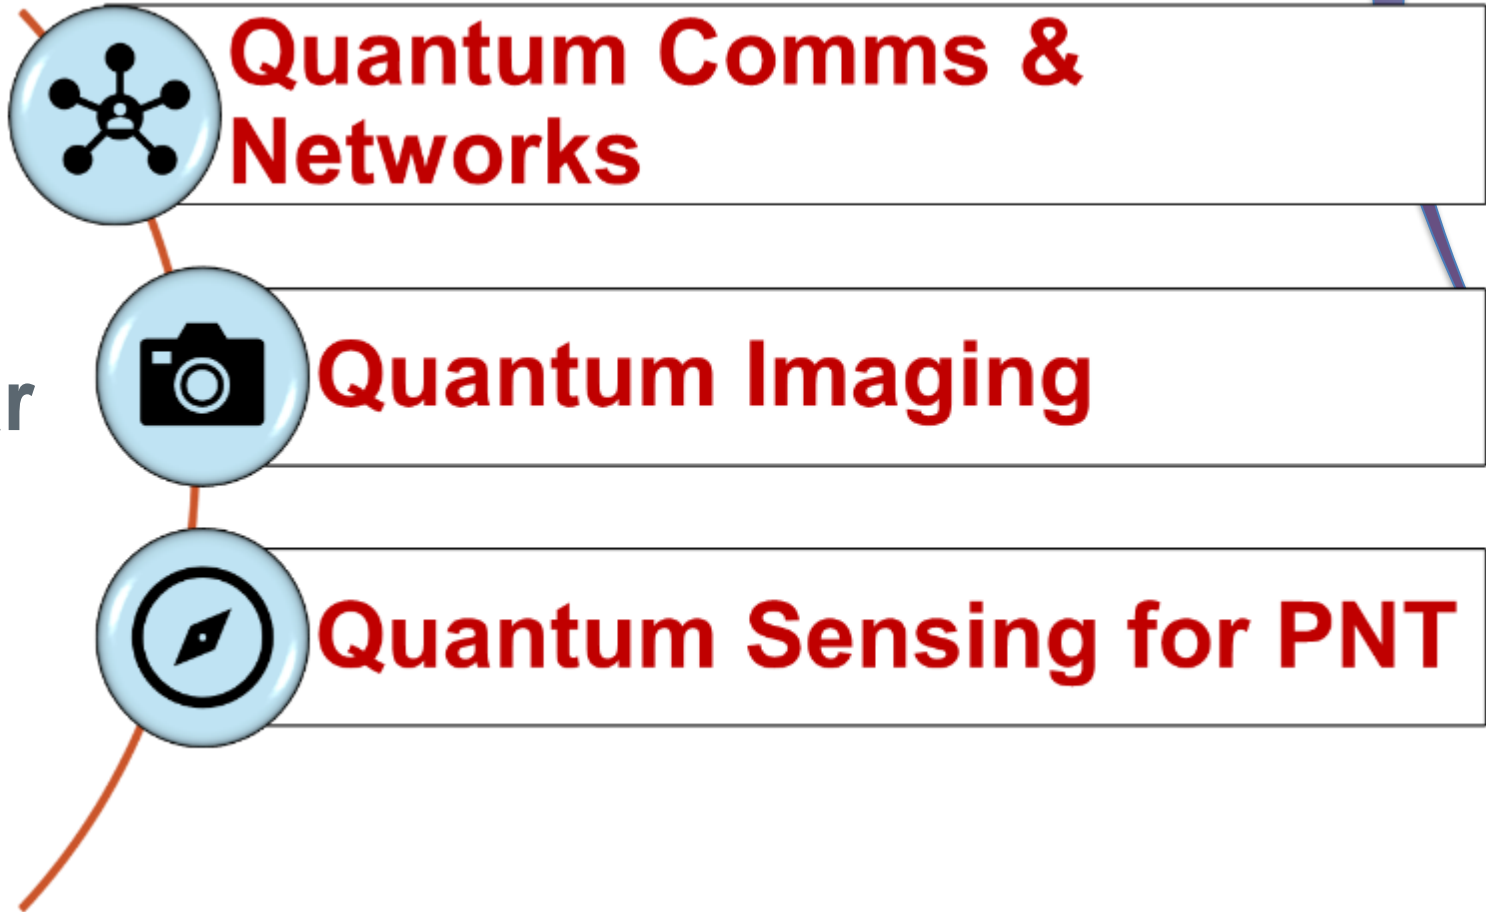 Quantum Comms &
Networks
Quantum Imaging
r
Quantum Sensing for PNT